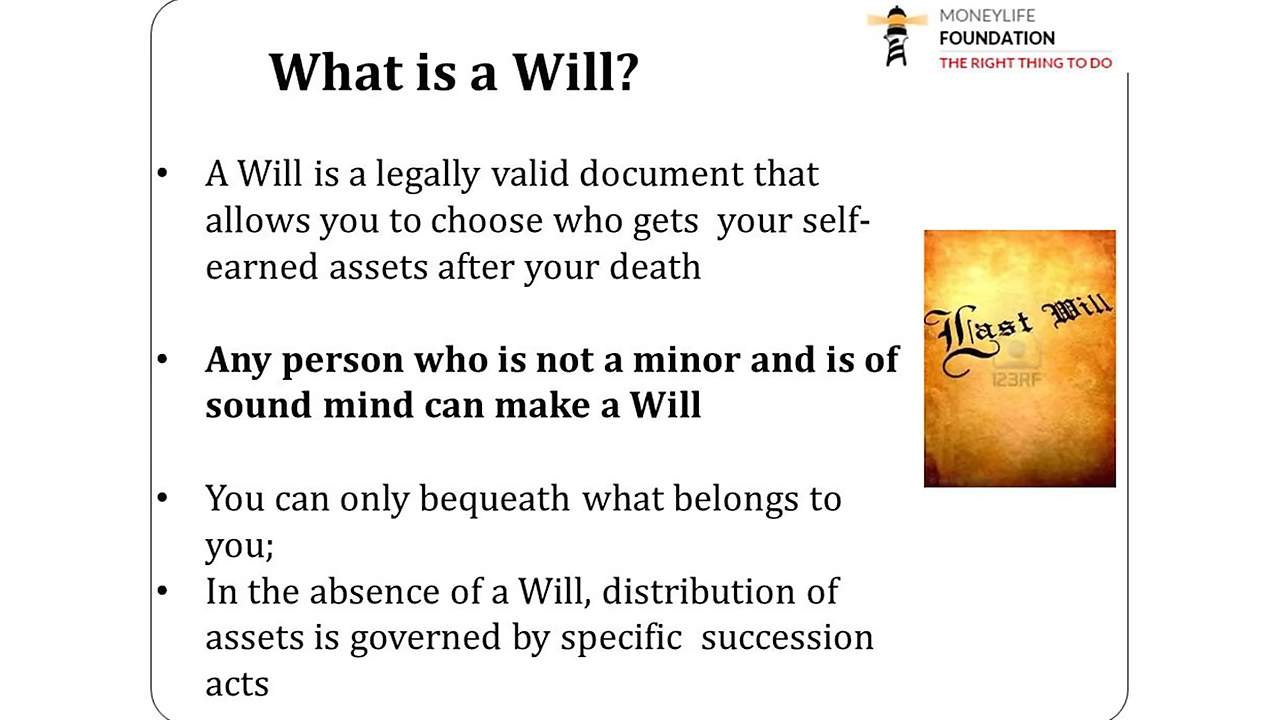 MONEYLIFE
FOUNDATION
THE RIGHT THING TO DO
What is a Will?
• A Will is a legally valid document that
allows you to choose who gets  your self-
earned assets after your death
• Any person who is not a minor and is of
sound mind can make a Will
• You can only bequeath what belongs to
you;
• In the absence of a Will, distribution of
assets is governed by specific  succession
acts
Last Will
123RF